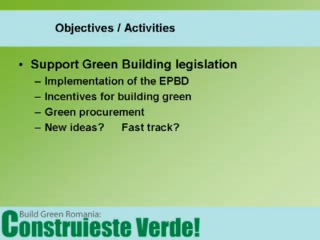 Objectives / Activities
• Support Green Building legislation
– Implementation of the EPBD
– Incentives for building green
– Green procurement
– New ideas? Fast track?
Build Green Romania:
Construieste Verde!